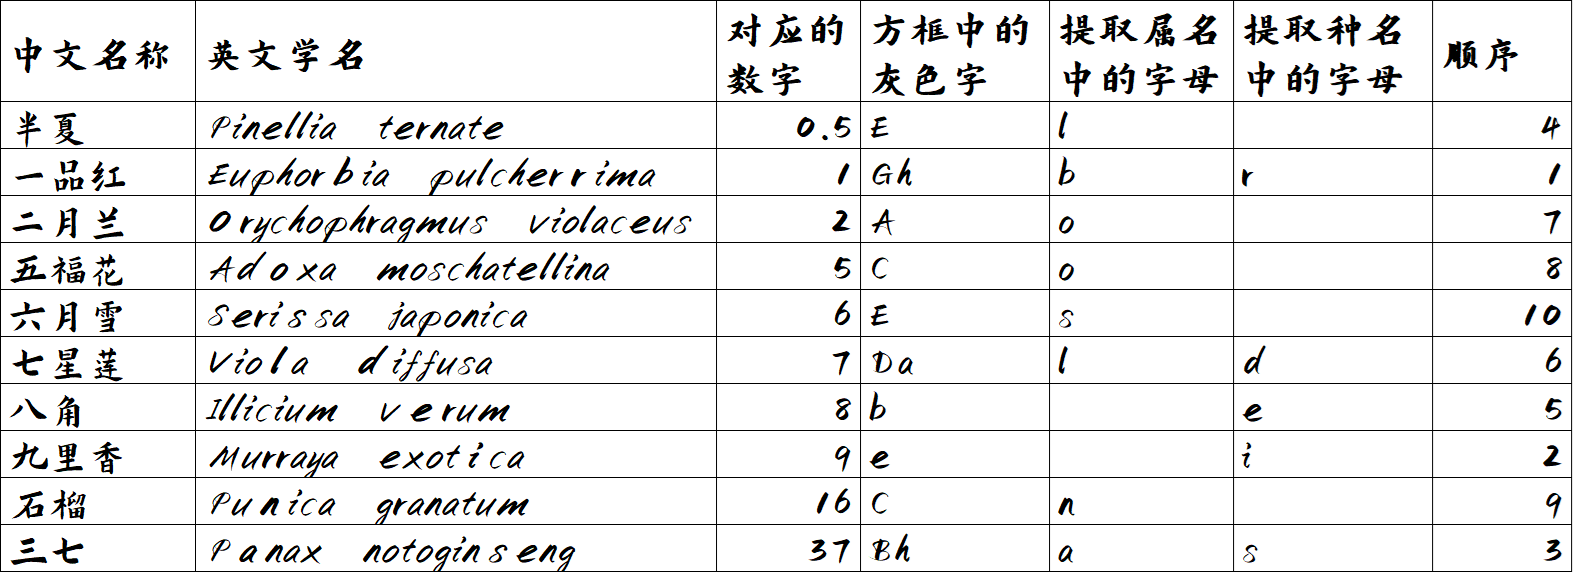 中文名称 英文学名 对应的数字 方框中的灰色字 提取属名中的字母 提取种名中的字母 顺序
半夏 Pinellia ternate 0.5 E l 4
一品红 Euphorbia pulcherrima 1 Gh b r 1
二月兰 Orychophragmus violaceus 2 A o 7
五福花 Adoxa moschatellina 5 C o 8
六月雪 Serissa japonica 6 E s 10
七星莲 Viola diffusa 7 Da l d 6
八角 Illicium verum 8 b e 5
九里香 Murraya exotica 9 e i 2
石榴 Punica granatum 16 C n 9
三七 Panax notoginseng 37 Bh a s 3